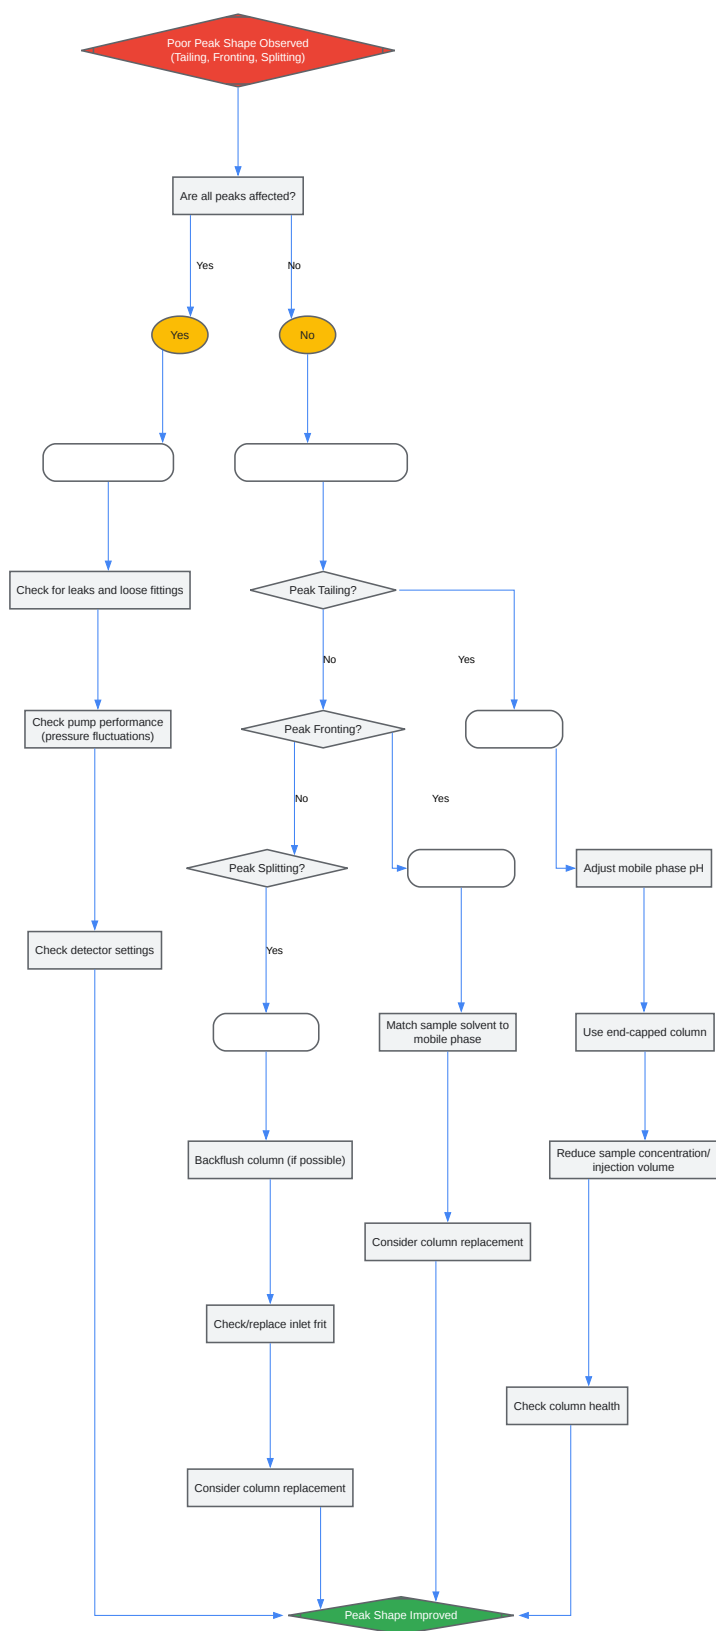 Poor Peak Shape Observed
(Tailing, Fronting, Splitting)
Are all peaks affected?
Yes
No
Yes
No
Check for leaks and loose fittings
Peak Tailing?
No
Yes
Check pump performance
(pressure fluctuations)
Peak Fronting?
No
Yes
Peak Splitting?
Adjust mobile phase pH
Check detector settings
Yes
Match sample solvent to
mobile phase
Use end-capped column
Backflush column (if possible)
Reduce sample concentration/
injection volume
Consider column replacement
Check/replace inlet frit
Check column health
Consider column replacement
Peak Shape Improved